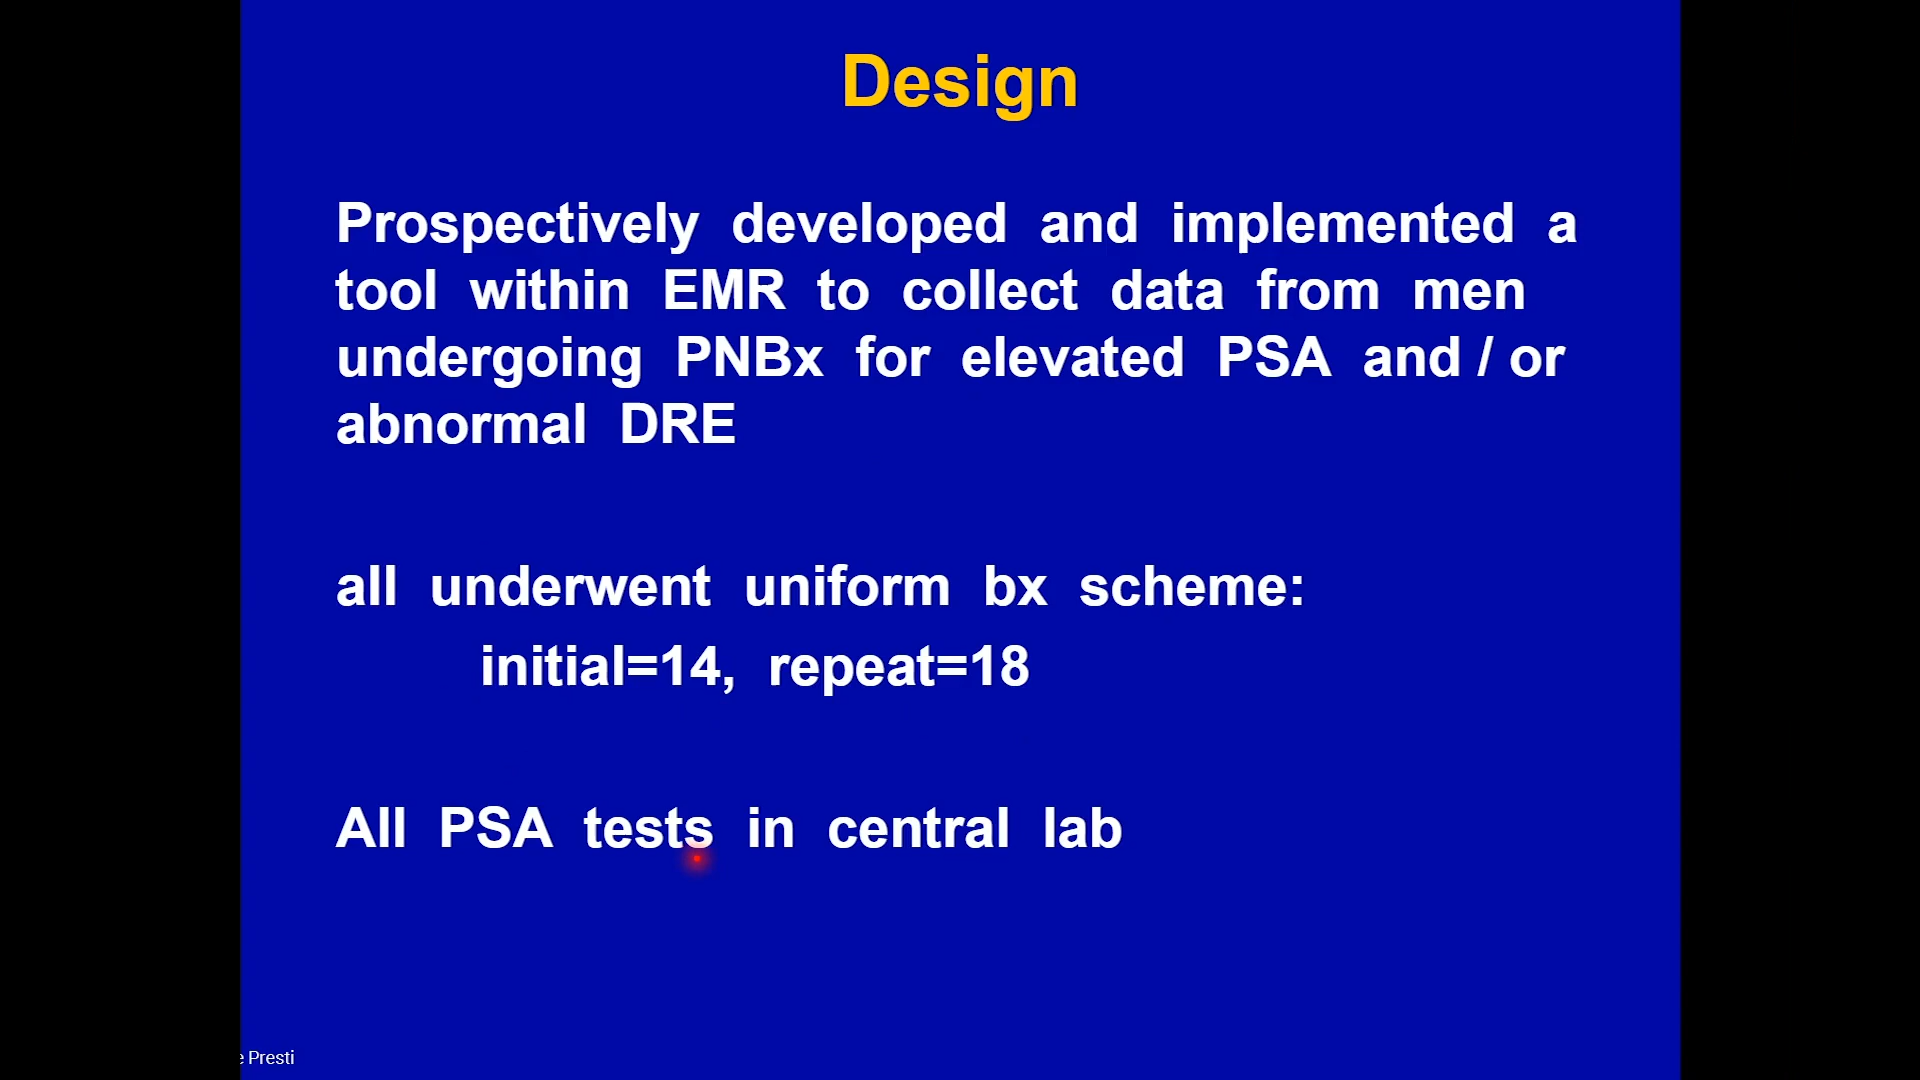 Design
Prospectively developed and implemented a
tool within EMR to collect data from men
undergoing PNBx for elevated PSA and / or
abnormal DRE
all underwent uniform bx scheme:
initial=14, repeat=18
All PSA tests in central lab
e Presti